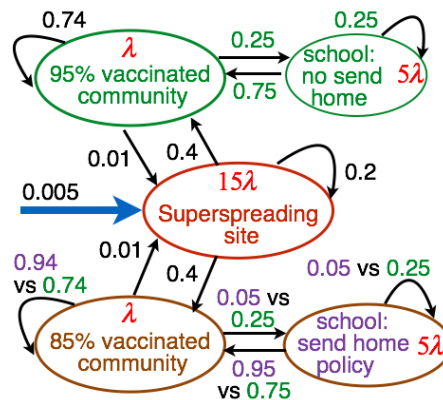 0.74
0.25
0.25
λ
95% vaccinated
community
school:
no send
home
5λ
0.75
0.01
0.4
0.2
0.005
15λ
Superspreading
site
0.01
0.4
0.94
vs 0.74
0.05 vs 0.25
λ
85% vaccinated
community
0.05 vs
0.25
school:
send home
policy
5λ
0.95
vs 0.75